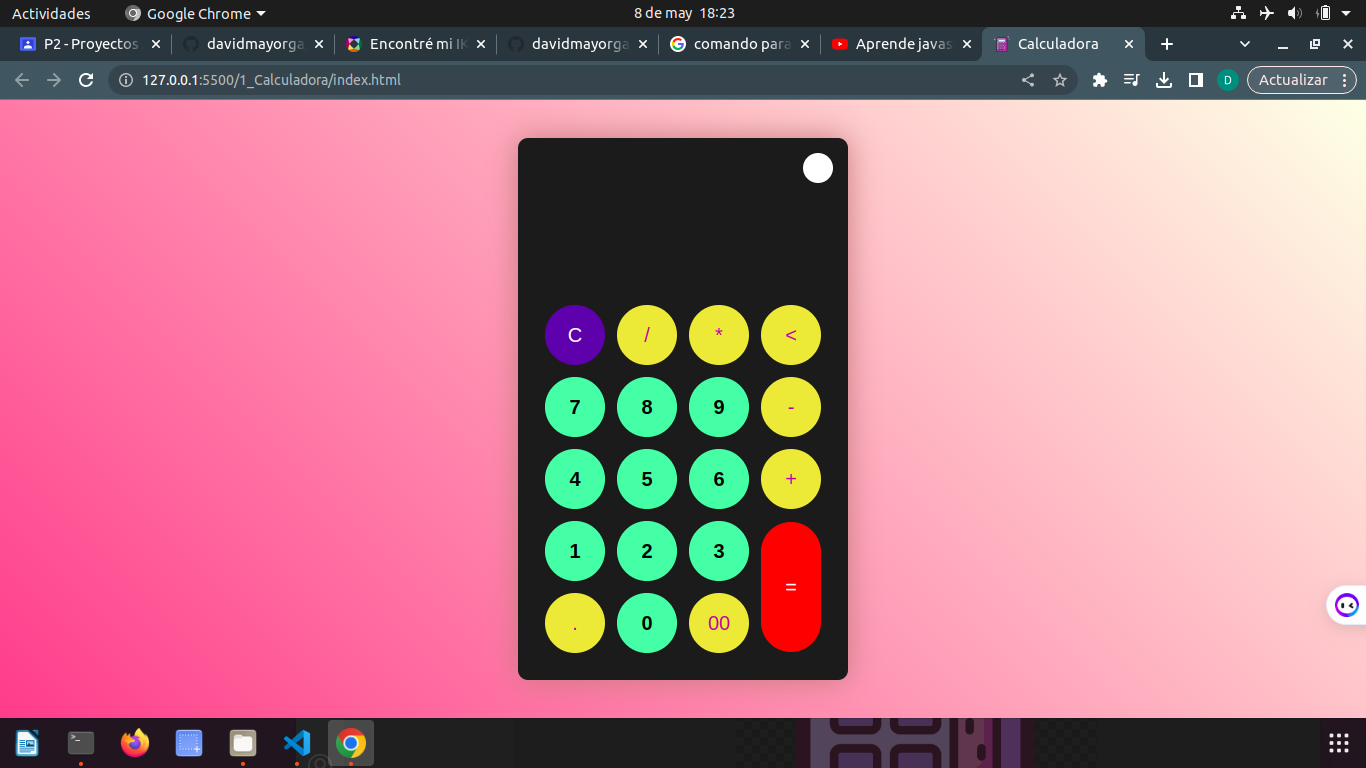 Actividades Google Chrome 8 de may 18:23
P2 - Proyectos davidmayorga Encontré mi IK davidmayorga comando para Aprende javas Calculadora
127.0.0.1:5500/1_Calculadora/index.html D Actualizar
C / * <
7 8 9 -
4 5 6 +
1 2 3
=
. 0 00